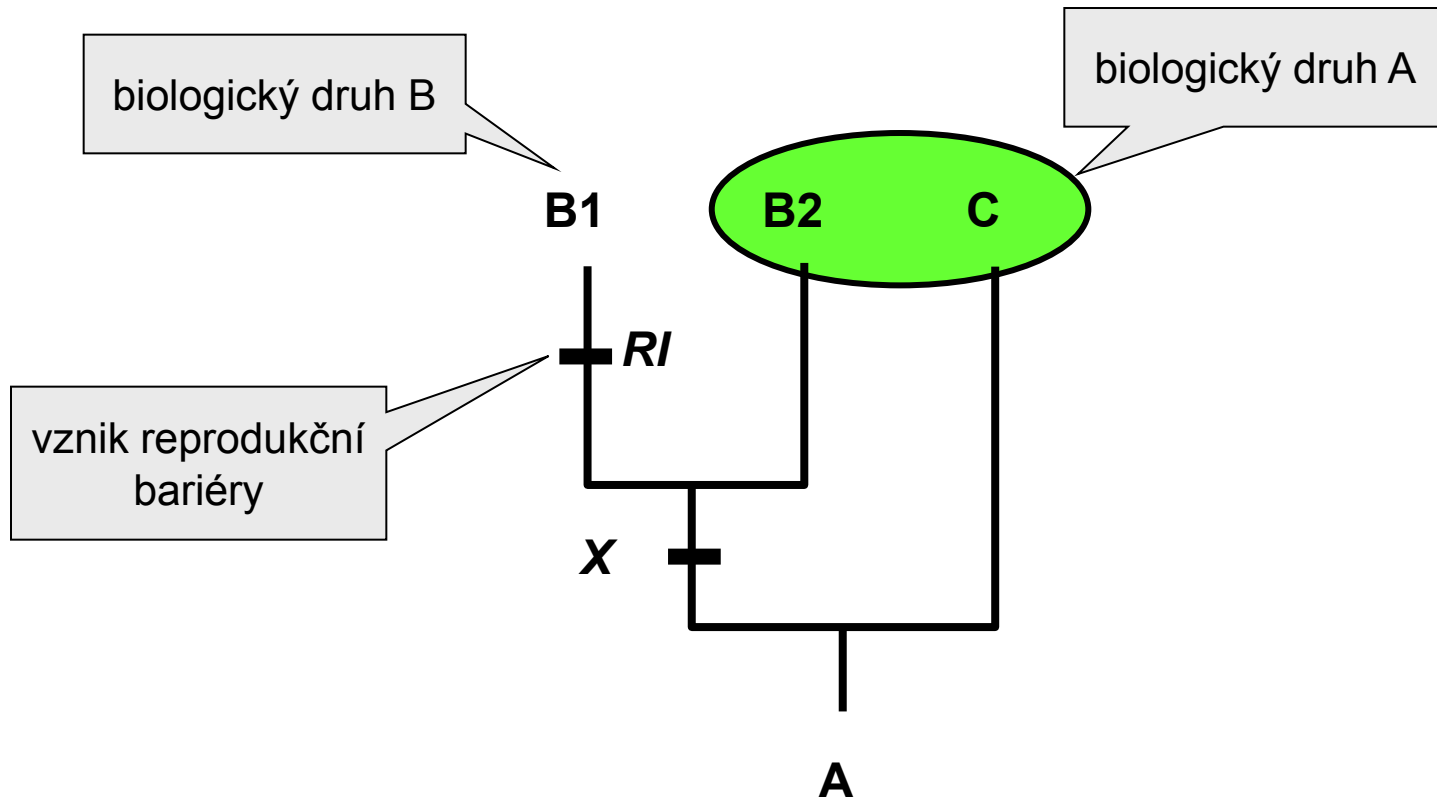 biologický druh B
biologický druh A
B1
B2
C
RI
vznik reprodukční
bariéry
X
A